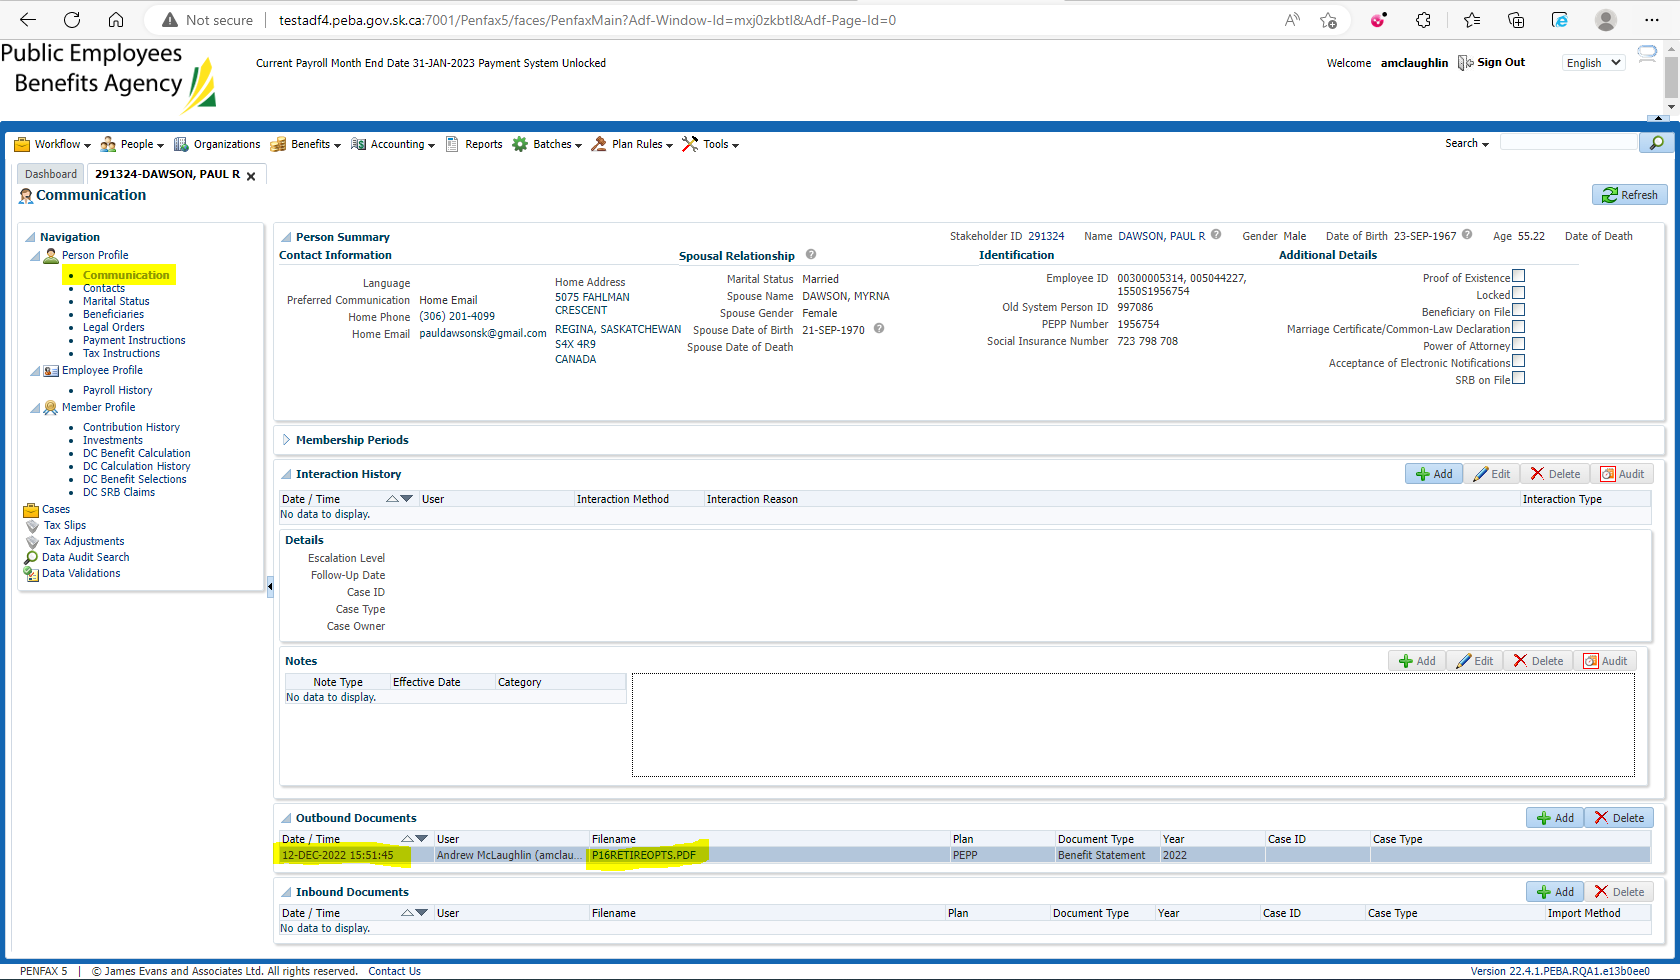 Not secure | testadf4.peba.gov.sk.ca:7001/Penfax5/faces/PenfaxMain?Adf-Window-Id=mxj0zkbtl&Adf-Page-Id=0
Public Employees
Benefits Agency
Current Payroll Month End Date 31-JAN-2023 Payment System Unlocked
Welcome amclaughlin Sign Out English
Workflow People Organizations Benefits Accounting Reports Batches Plan Rules Tools Search
Dashboard 291324-DAWSON, PAUL R
Communication
Refresh
Navigation
Person Profile
Communication
Contacts
Marital Status
Beneficiaries
Legal Orders
Payment Instructions
Tax Instructions
Employee Profile
Payroll History
Member Profile
Contribution History
Investments
DC Benefit Calculation
DC Calculation History
DC Benefit Selections
DC SRB Claims
Cases
Tax Slips
Tax Adjustments
Data Audit Search
Data Validations
Person Summary
Stakeholder ID 291324 Name DAWSON, PAUL R Gender Male Date of Birth 23-SEP-1967 Age 55.22 Date of Death
Contact Information
Language
Preferred Communication Home Email
Home Phone (306) 201-4099
Home Email pauldawsonsk@gmail.com
Home Address
5075 FAHLMAN
CRESCENT
REGINA, SASKATCHEWAN
S4X 4R9
CANADA
Spousal Relationship
Marital Status Married
Spouse Name DAWSON, MYRNA
Spouse Gender Female
Spouse Date of Birth 21-SEP-1970
Spouse Date of Death
Identification
Employee ID 00300005314, 005044227,
1550S1956754
Old System Person ID 997086
PEPP Number 1956754
Social Insurance Number 723 798 708
Additional Details
Proof of Existence
Locked
Beneficiary on File
Marriage Certificate/Common-Law Declaration
Power of Attorney
Acceptance of Electronic Notifications
SRB on File
Membership Periods
Interaction History
Add Edit Delete Audit
Date / Time User Interaction Method Interaction Reason Interaction Type
No data to display.
Details
Escalation Level
Follow-Up Date
Case ID
Case Type
Case Owner
Notes
Add Edit Delete Audit
Note Type Effective Date Category
No data to display.
Outbound Documents
Add Delete
Date / Time User Filename Plan Document Type Year Case ID Case Type
12-DEC-2022 15:51:45 Andrew McLaughlin (amclau... P16RETIREOPTS.PDF PEPP Benefit Statement 2022
Inbound Documents
Add Delete
Date / Time User Filename Plan Document Type Year Case ID Case Type Import Method
No data to display.
PENFAX 5 | © James Evans and Associates Ltd. All rights reserved. Contact Us Version 22.4.1.PEBA.RQA1.e13b0ee0